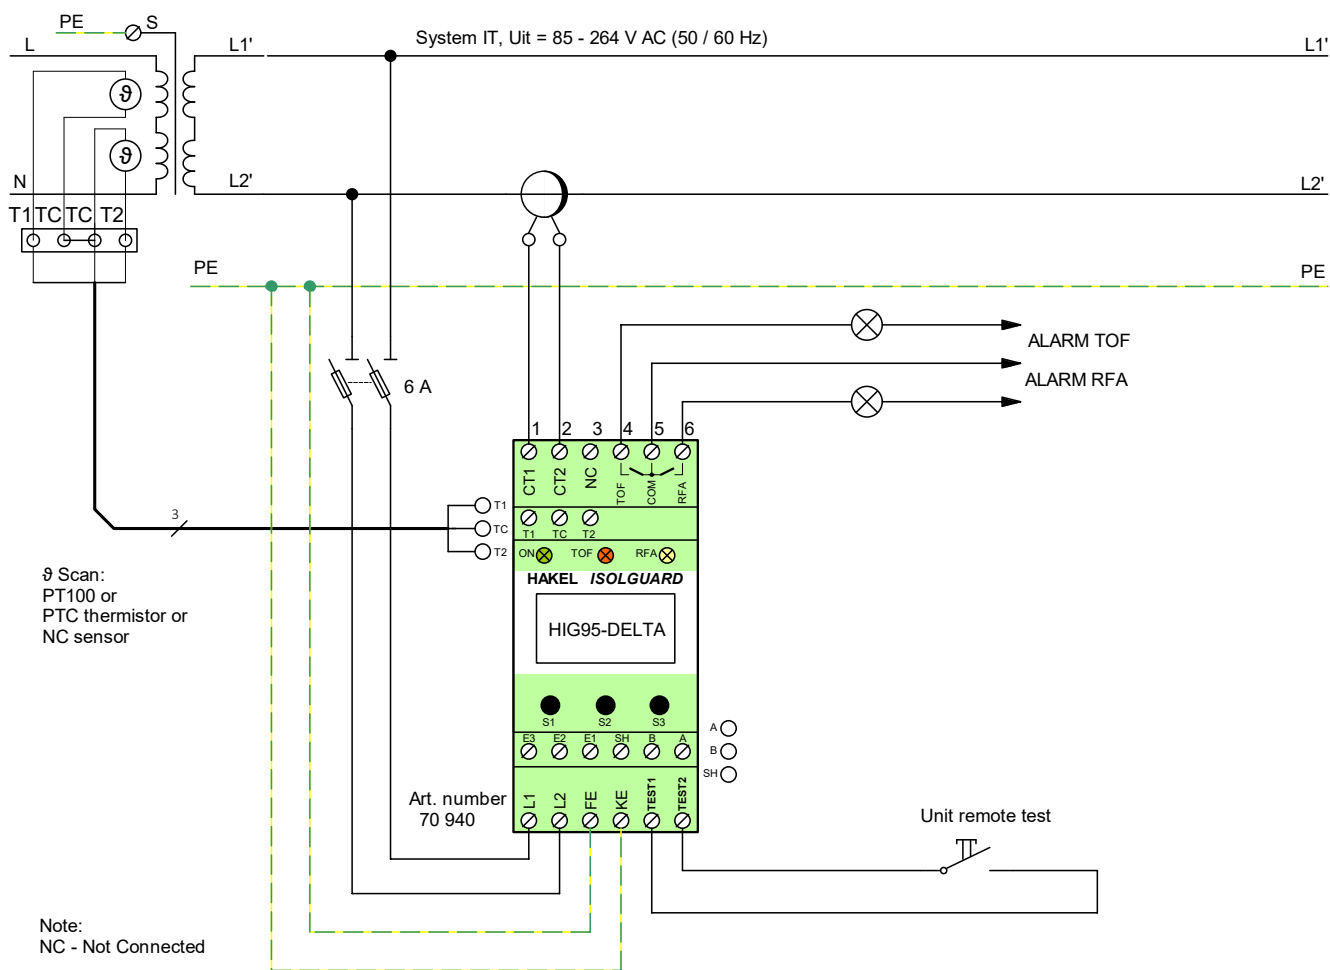 PE
S
L
L1'
System IT, Uit = 85 - 264 V AC (50 / 60 Hz)
L1'
ϑ
ϑ
N
L2'
L2'
T1 TC TC T2
PE
PE
ALARM TOF
6 A
ALARM RFA
1 2 3 4 5 6
CT1 CT2 NC TOF COM RFA
T1
TC
T2
3
T1 TC T2
ON TOF RFA
HAKEL ISOLGUARD
ϑ Scan:
PT100 or
PTC thermistor or
NC sensor
HIG95-DELTA
S1 S2 S3
E3 E2 E1 SH B A
A
B
SH
L1 L2 FE KE TEST1 TEST2
Art. number
70 940
Unit remote test
Note:
NC - Not Connected